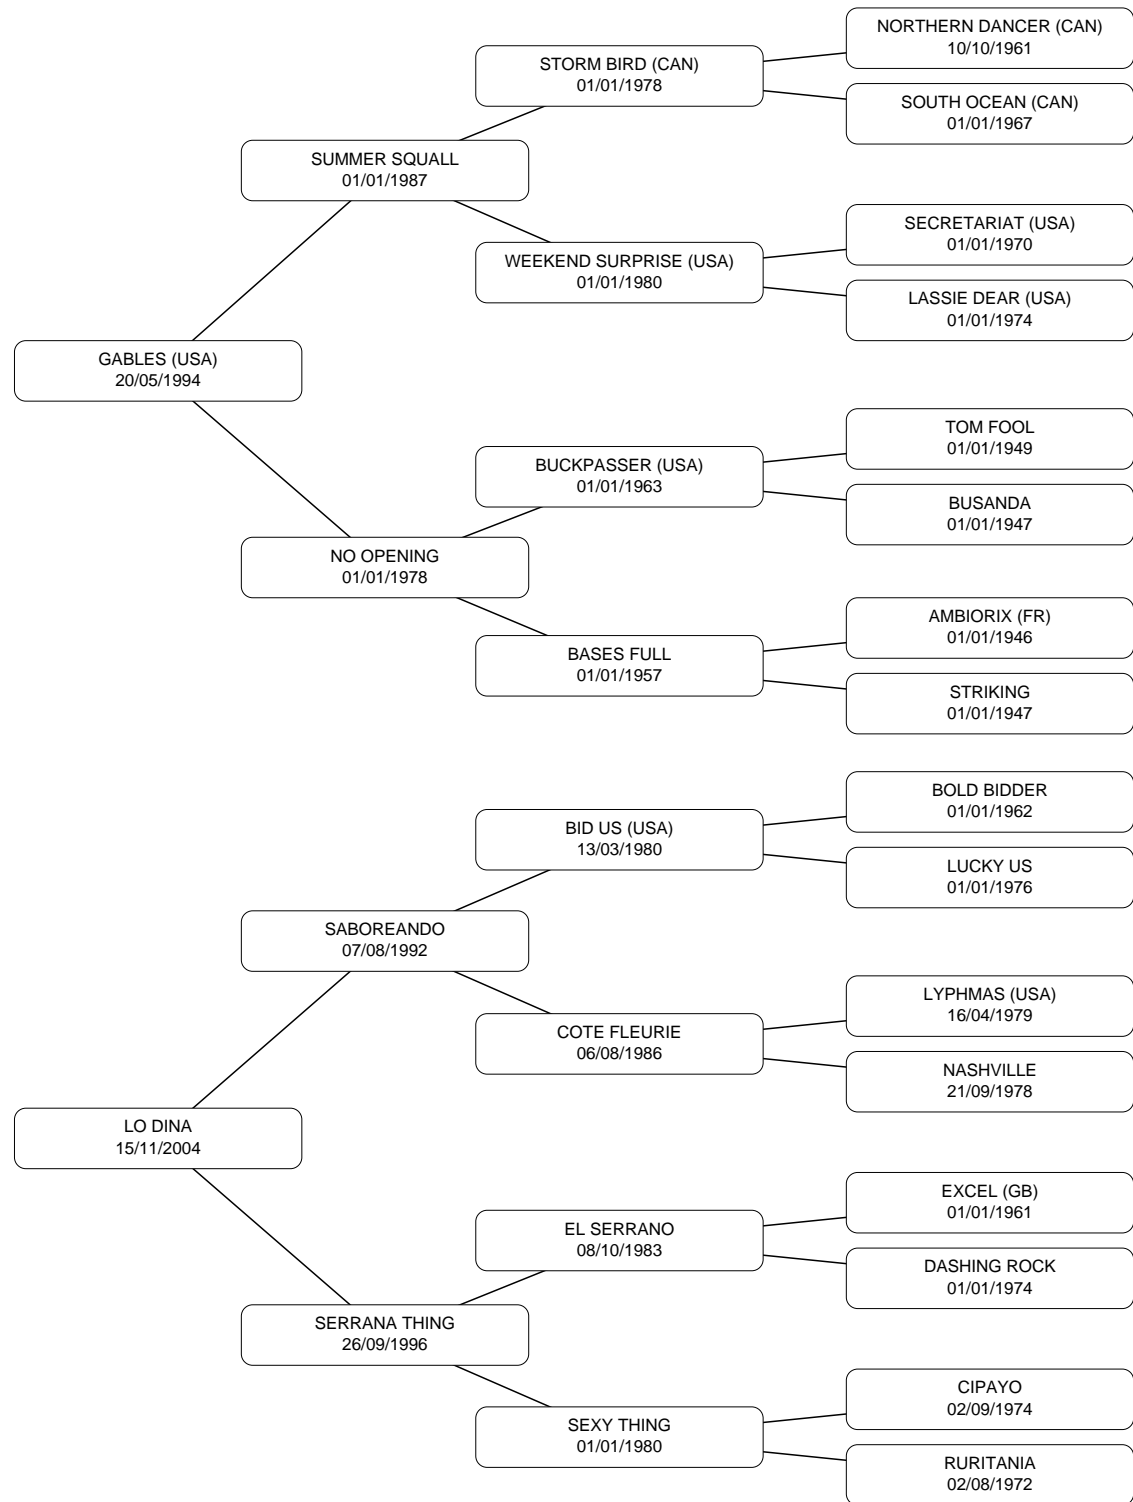 NORTHERN DANCER (CAN)
10/10/1961
STORM BIRD (CAN)
01/01/1978
SOUTH OCEAN (CAN)
01/01/1967
SUMMER SQUALL
01/01/1987
SECRETARIAT (USA)
01/01/1970
WEEKEND SURPRISE (USA)
01/01/1980
LASSIE DEAR (USA)
01/01/1974
GABLES (USA)
20/05/1994
TOM FOOL
01/01/1949
BUCKPASSER (USA)
01/01/1963
BUSANDA
01/01/1947
NO OPENING
01/01/1978
AMBIORIX (FR)
01/01/1946
BASES FULL
01/01/1957
STRIKING
01/01/1947
BOLD BIDDER
01/01/1962
BID US (USA)
13/03/1980
LUCKY US
01/01/1976
SABOREANDO
07/08/1992
LYPHMAS (USA)
16/04/1979
COTE FLEURIE
06/08/1986
NASHVILLE
21/09/1978
LO DINA
15/11/2004
EXCEL (GB)
01/01/1961
EL SERRANO
08/10/1983
DASHING ROCK
01/01/1974
SERRANA THING
26/09/1996
CIPAYO
02/09/1974
SEXY THING
01/01/1980
RURITANIA
02/08/1972